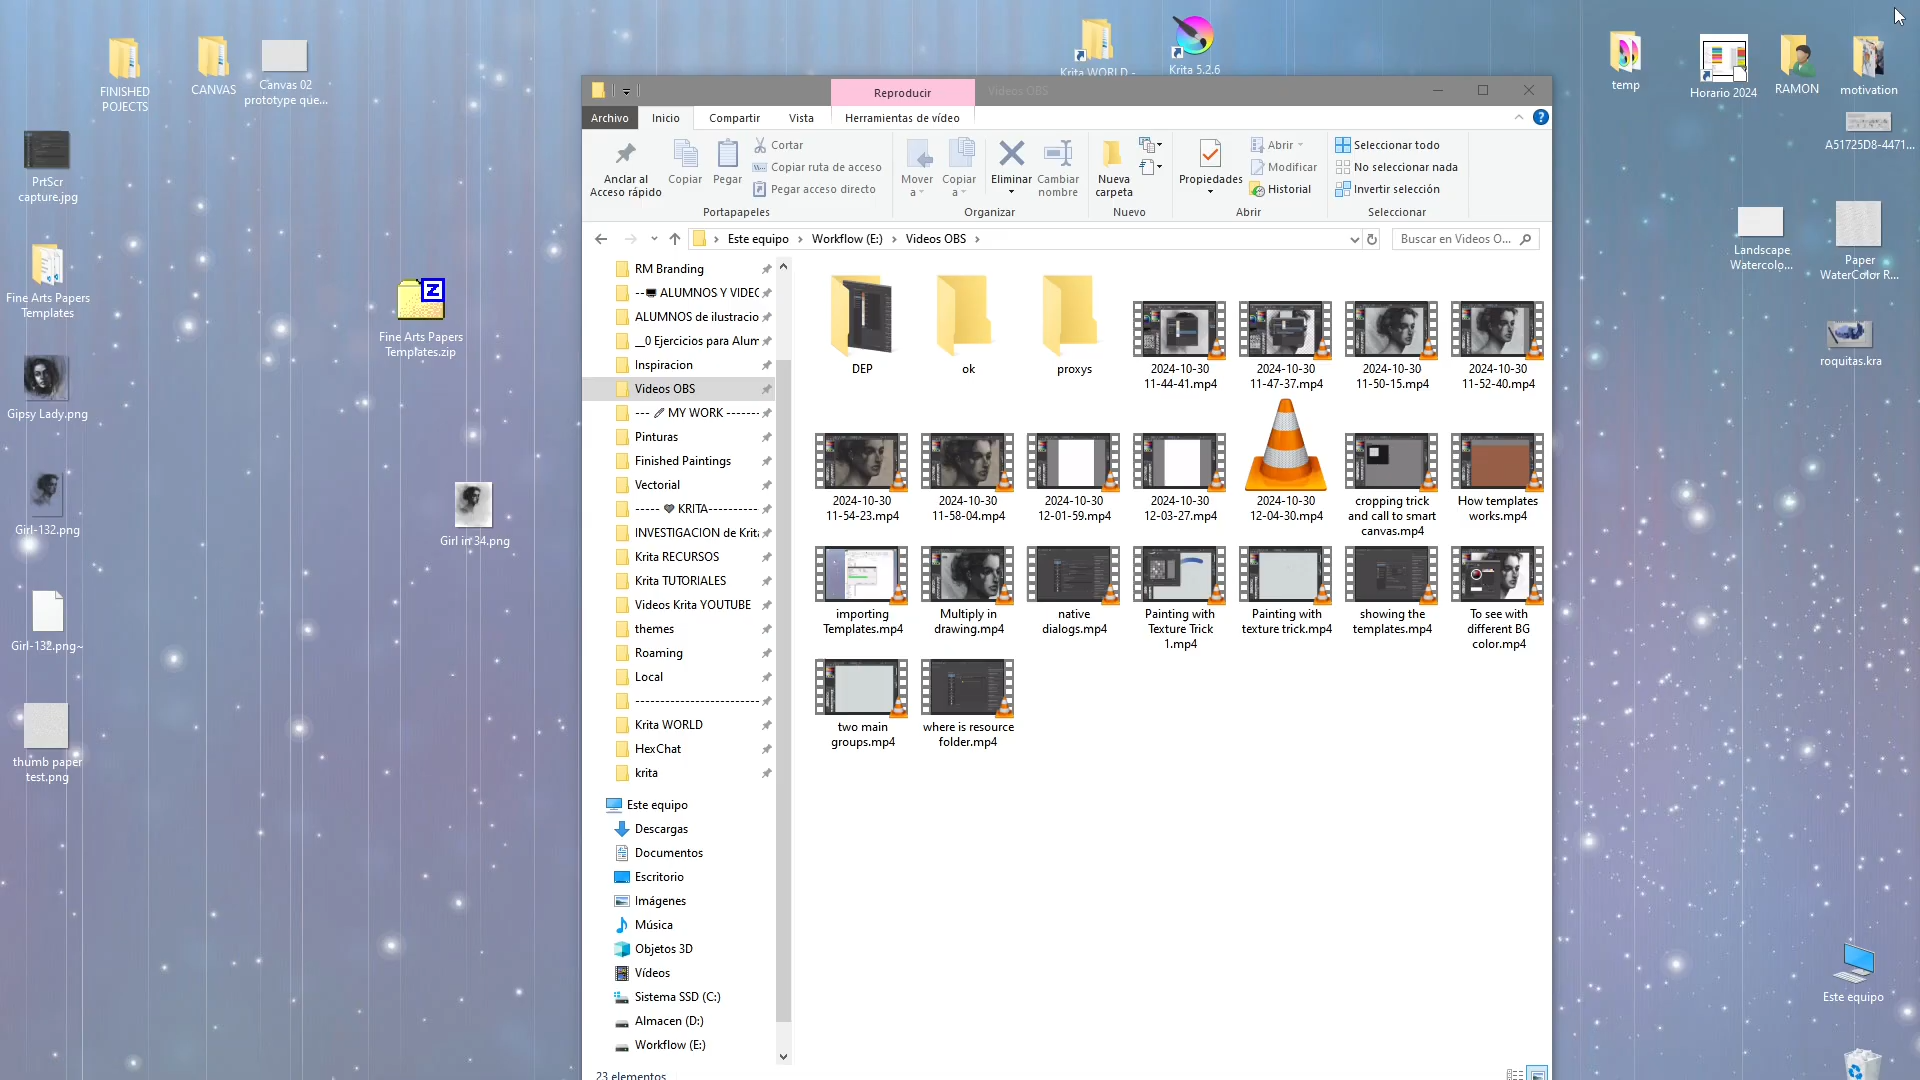 FINISHED
POJECTS
CANVAS
Canvas 02
prototype que...
PrtScr
capture.jpg
Fine Arts Papers
Templates
Gipsy Lady.png
Girl-132.png
Girl-132.png~
thumb paper
test.png
Fine Arts Papers
Templates.zip
Girl in 34.png
Krita WORLD -
Krita 5.2.6
temp
Horario 2024
RAMON
motivation
A51725D8-4471...
Landscape
Watercolo...
Paper
WaterColor R...
roquitas.kra
Este equipo
Reproducir
Videos OBS
Archivo
Inicio
Compartir
Vista
Herramientas de vídeo
Anclar al
Acceso rápido
Copiar
Pegar
Cortar
Copiar ruta de acceso
Pegar acceso directo
Portapapeles
Mover
a
Copiar
a
Eliminar
Cambiar
nombre
Organizar
Nueva
carpeta
Nuevo
Propiedades
Abrir
Modificar
Historial
Abrir
Seleccionar todo
No seleccionar nada
Invertir selección
Seleccionar
Este equipo
Workflow (E:)
Videos OBS
Buscar en Videos O...
RM Branding
-- ALUMNOS Y VIDEO
ALUMNOS de ilustracio
__0 Ejercicios para Alum
Inspiracion
Videos OBS
--- MY WORK -------
Pinturas
Finished Paintings
Vectorial
----- KRITA----------
INVESTIGACION de Krita
Krita RECURSOS
Krita TUTORIALES
Videos Krita YOUTUBE
themes
Roaming
Local
-------------------------
Krita WORLD
HexChat
krita
Este equipo
Descargas
Documentos
Escritorio
Imágenes
Música
Objetos 3D
Vídeos
Sistema SSD (C:)
Almacen (D:)
Workflow (E:)
DEP
ok
proxys
2024-10-30
11-44-41.mp4
2024-10-30
11-47-37.mp4
2024-10-30
11-50-15.mp4
2024-10-30
11-52-40.mp4
2024-10-30
11-54-23.mp4
2024-10-30
11-58-04.mp4
2024-10-30
12-01-59.mp4
2024-10-30
12-03-27.mp4
2024-10-30
12-04-30.mp4
cropping trick
and call to smart
canvas.mp4
How templates
works.mp4
importing
Templates.mp4
Multiply in
drawing.mp4
native
dialogs.mp4
Painting with
Texture Trick
1.mp4
Painting with
texture trick.mp4
showing the
templates.mp4
To see with
different BG
color.mp4
two main
groups.mp4
where is resource
folder.mp4
23 elementos